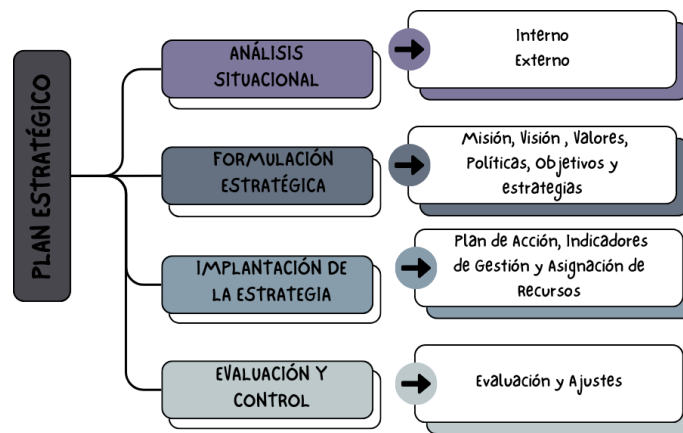 PLAN ESTRATÉGICO
ANÁLISIS
SITUACIONAL
Interno
Externo
FORMULACIÓN
ESTRATÉGICA
Misión, Visión , Valores,
Políticas, Objetivos y
estrategias
IMPLANTACIÓN DE
LA ESTRATEGIA
Plan de Acción, Indicadores
de Gestión y Asignación de
Recursos
EVALUACIÓN Y
CONTROL
Evaluación y Ajustes